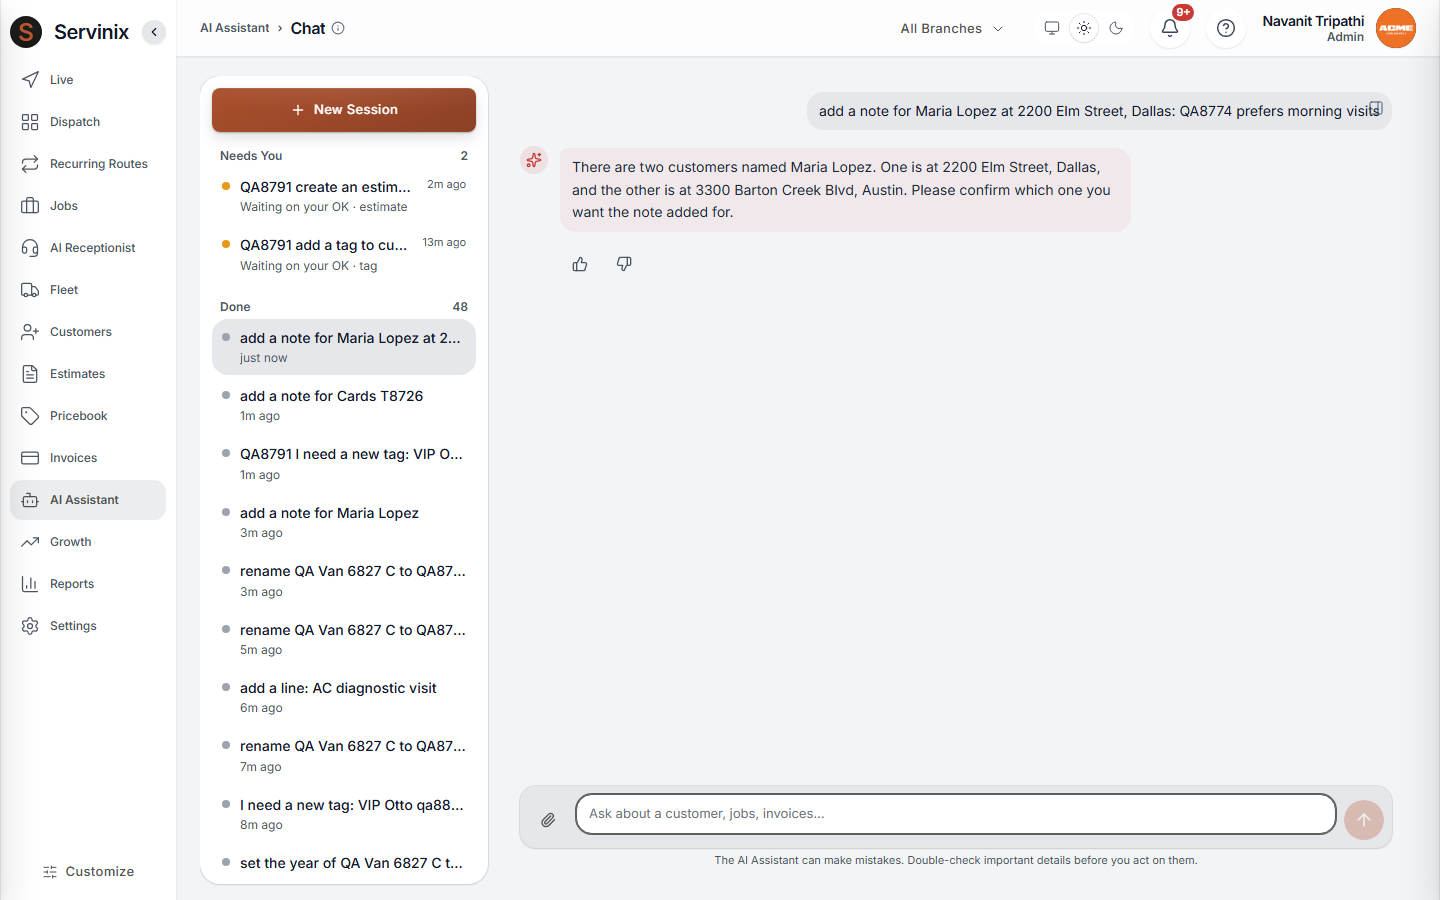 S
Servinix
Live
Dispatch
Recurring Routes
Jobs
AI Receptionist
Fleet
Customers
Estimates
Pricebook
Invoices
AI Assistant
Growth
Reports
Settings
Customize
AI Assistant › Chat
All Branches
9+
Navanit Tripathi
Admin
ACME
+ New Session
Needs You 2
QA8791 create an estim... 2m ago
Waiting on your OK · estimate
QA8791 add a tag to cu... 13m ago
Waiting on your OK · tag
Done 48
add a note for Maria Lopez at 2...
just now
add a note for Cards T8726
1m ago
QA8791 I need a new tag: VIP O...
1m ago
add a note for Maria Lopez
3m ago
rename QA Van 6827 C to QA87...
3m ago
rename QA Van 6827 C to QA87...
5m ago
add a line: AC diagnostic visit
6m ago
rename QA Van 6827 C to QA87...
7m ago
I need a new tag: VIP Otto qa88...
8m ago
set the year of QA Van 6827 C t...
add a note for Maria Lopez at 2200 Elm Street, Dallas: QA8774 prefers morning visits
There are two customers named Maria Lopez. One is at 2200 Elm Street, Dallas,
and the other is at 3300 Barton Creek Blvd, Austin. Please confirm which one you
want the note added for.
Ask about a customer, jobs, invoices...
The AI Assistant can make mistakes. Double-check important details before you act on them.